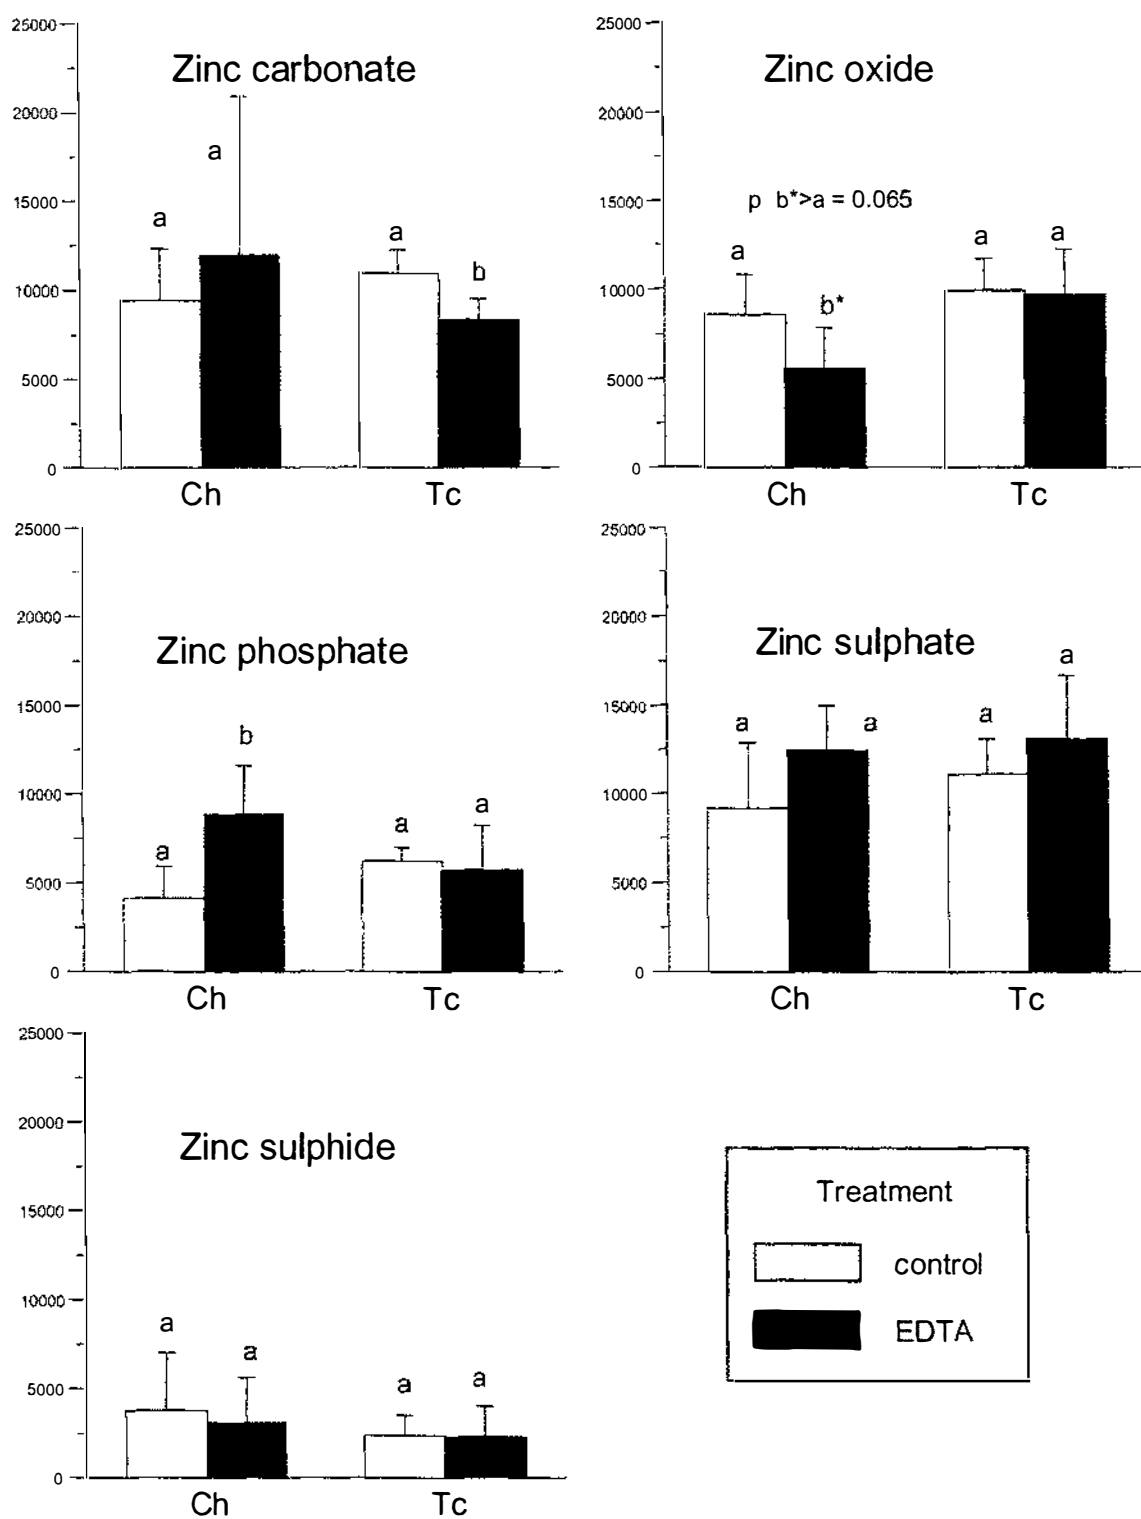 Zinc carbonate
25000
20000
15000
10000
5000
0
a
a
a
b
Ch Tc
Zinc oxide
25000
20000
15000
10000
5000
0
p b*>a = 0.065
a
b*
a
a
Ch Tc
Zinc phosphate
25000
20000
15000
10000
5000
0
a
b
a
a
Ch Tc
Zinc sulphate
25000
20000
15000
10000
5000
0
a
a
a
a
Ch Tc
Zinc sulphide
25000
20000
15000
10000
5000
0
a
a
a
a
Ch Tc
Treatment
control
EDTA